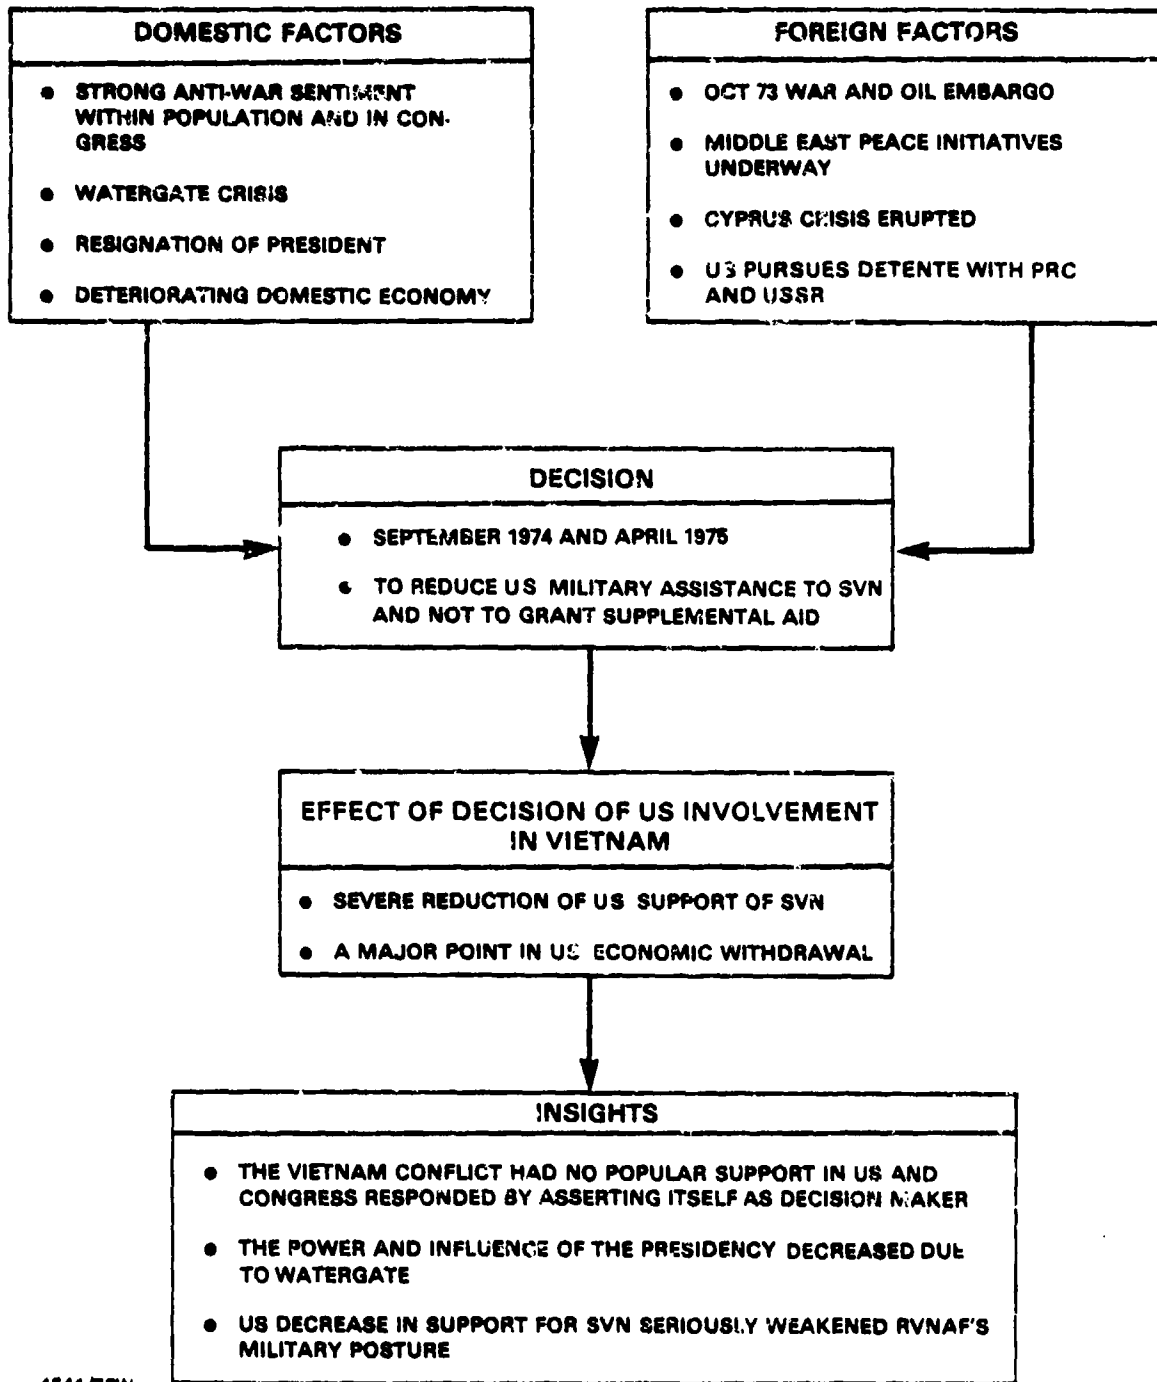 DOMESTIC FACTORS
● STRONG ANTI-WAR SENTIMENT
WITHIN POPULATION AND IN CON-
GRESS
● WATERGATE CRISIS
● RESIGNATION OF PRESIDENT
● DETERIORATING DOMESTIC ECONOMY
FOREIGN FACTORS
● OCT 73 WAR AND OIL EMBARGO
● MIDDLE EAST PEACE INITIATIVES
UNDERWAY
● CYPRUS CRISIS ERUPTED
● US PURSUES DETENTE WITH PRC
AND USSR
DECISION
● SEPTEMBER 1974 AND APRIL 1975
● TO REDUCE US MILITARY ASSISTANCE TO SVN
AND NOT TO GRANT SUPPLEMENTAL AID
EFFECT OF DECISION OF US INVOLVEMENT
IN VIETNAM
● SEVERE REDUCTION OF US SUPPORT OF SVN
● A MAJOR POINT IN US ECONOMIC WITHDRAWAL
INSIGHTS
● THE VIETNAM CONFLICT HAD NO POPULAR SUPPORT IN US AND
CONGRESS RESPONDED BY ASSERTING ITSELF AS DECISION MAKER
● THE POWER AND INFLUENCE OF THE PRESIDENCY DECREASED DUE
TO WATERGATE
● US DECREASE IN SUPPORT FOR SVN SERIOUSLY WEAKENED RVNAF'S
MILITARY POSTURE